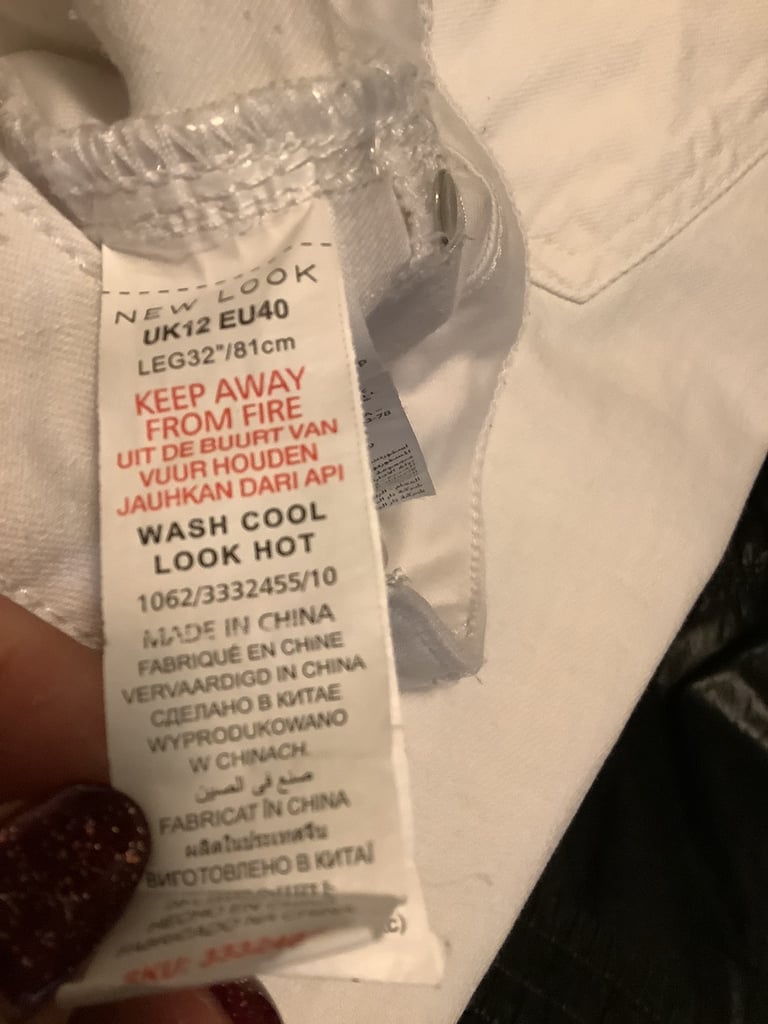 NEW LOOK
UK12 EU40
LEG32"/81cm
KEEP AWAY
FROM FIRE
UIT DE BUURT VAN
VUUR HOUDEN
JAUHKAN DARI API
WASH COOL
LOOK HOT
1062/3332455/10
MADE IN CHINA
FABRIQUÉ EN CHINE
VERVAARDIGD IN CHINA
СДЕЛАНО В КИТАЕ
WYPRODUKOWANO
W CHINACH.
صنع في الصين
FABRICAT ÎN CHINA
ผลิตในประเทศจีน
ВИГОТОВЛЕНО В КИТАЇ
SKU: